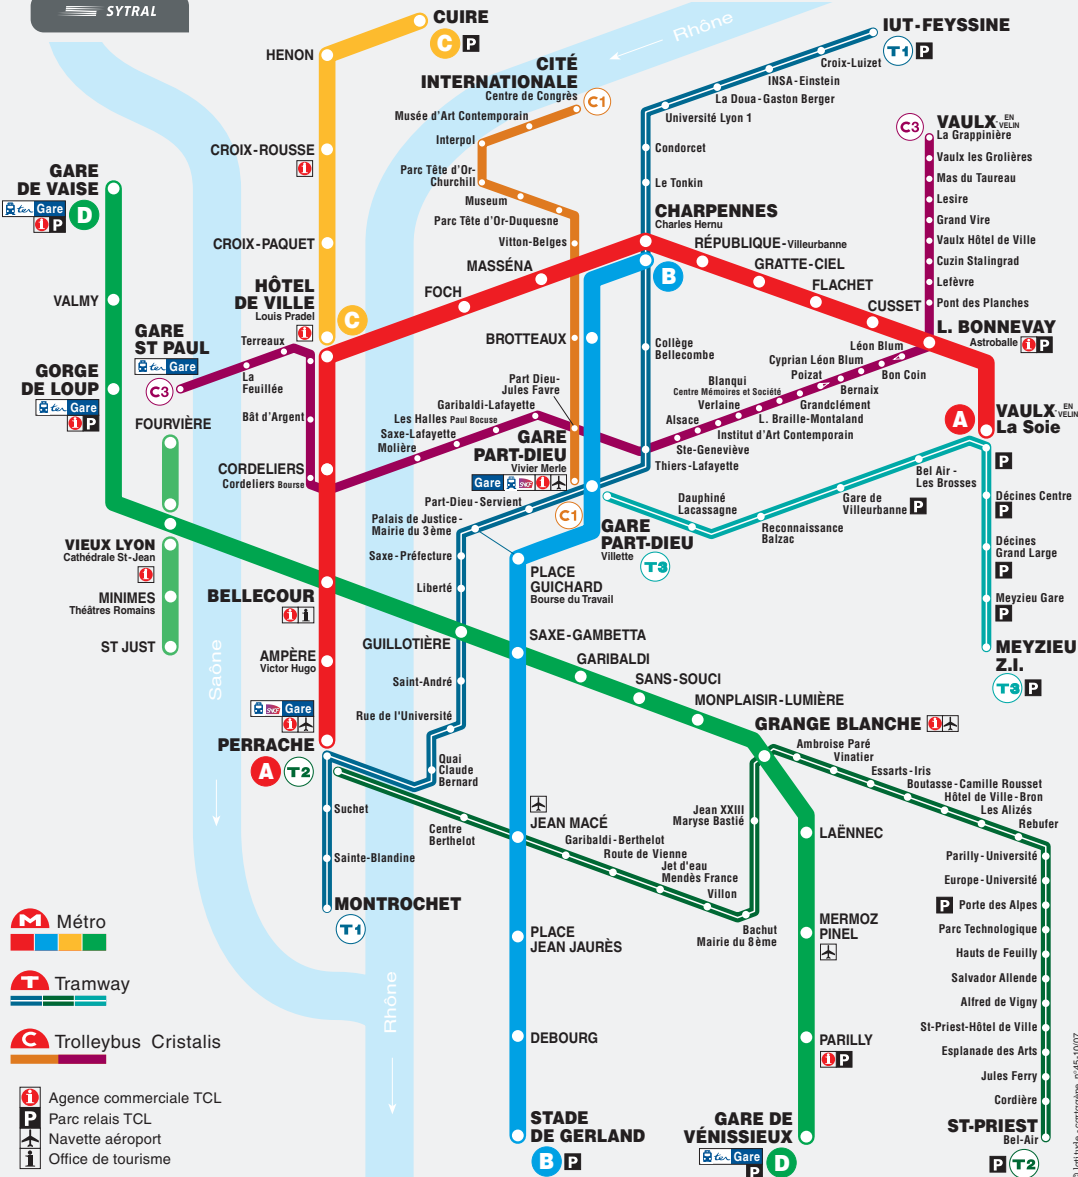 SYTRAL
CUIRE
C P
HENON
Rhône
IUT-FEYSSINE
T1 P
Croix-Luizet
INSA-Einstein
La Doua-Gaston Berger
Université Lyon 1
Condorcet
Le Tonkin
CITÉ
INTERNATIONALE
Centre de Congrès
C1
Musée d'Art Contemporain
Interpol
Parc Tête d'Or-
Churchill
Museum
Parc Tête d'Or-Duquesne
Vitton-Belges
C3
VAULX-EN
VELIN
La Grappinière
Vaulx les Grolières
Mas du Taureau
Lesire
Grand Vire
Vaulx Hôtel de Ville
Cuzin Stalingrad
Lefèvre
Pont des Planches
L. BONNEVAY
Astroballe
P
GARE
DE VAISE
ter Gare
D
P
VALMY
GORGE
DE LOUP
ter Gare
P
CROIX-ROUSSE
CROIX-PAQUET
HÔTEL
DE VILLE
Louis Pradel
C
CHARPENNES
Charles Hernu
B
RÉPUBLIQUE-Villeurbanne
GRATTE-CIEL
FLACHET
CUSSET
MASSÉNA
FOCH
BROTTEAUX
Collège
Bellecombe
GARE
ST PAUL
ter Gare
C3
Terreaux
La
Feuillée
Bât d'Argent
FOURVIÈRE
CORDELIERS
Cordeliers Bourse
Part Dieu-
Jules Favre
Garibaldi-Lafayette
Les Halles Paul Bocuse
Saxe-Lafayette
Molière
GARE
PART-DIEU
Vivier Merle
Gare SNCF
Léon Blum
Cyprian Léon Blum
Poizat
Bon Coin
Bernaix
Blanqui
Centre Mémoires et Société
Grandclément
Verlaine
L. Braille-Montaland
Alsace
Institut d'Art Contemporain
Ste-Geneviève
Thiers-Lafayette
A
VAULX-EN
VELIN
La Soie
P
Bel Air -
Les Brosses
Gare de
Villeurbanne P
Dauphiné
Lacassagne
Reconnaissance
Balzac
Décines Centre
P
Décines
Grand Large
P
Meyzieu Gare
P
MEYZIEU
Z.I.
T3 P
Part-Dieu-Servient
C1
Palais de Justice-
Mairie du 3ème
GARE
PART-DIEU
Villette
T3
Saxe-Préfecture
Liberté
PLACE
GUICHARD
Bourse du Travail
VIEUX LYON
Cathédrale St-Jean
MINIMES
Théâtres Romains
ST JUST
Saône
BELLECOUR
AMPÈRE
Victor Hugo
SNCF Gare
PERRACHE
A T2
GUILLOTIÈRE
Saint-André
Rue de l'Université
Quai
Claude
Bernard
SAXE-GAMBETTA
GARIBALDI
SANS-SOUCI
MONPLAISIR-LUMIÈRE
GRANGE BLANCHE
Ambroise Paré
Vinatier
Essarts-Iris
Boutasse-Camille Rousset
Hôtel de Ville-Bron
Les Alizés
Rebufer
Parilly-Université
Europe-Université
P Porte des Alpes
Parc Technologique
Hauts de Feuilly
Salvador Allende
Alfred de Vigny
St-Priest-Hôtel de Ville
Esplanade des Arts
Jules Ferry
Cordière
ST-PRIEST
Bel-Air
P T2
Suchet
Sainte-Blandine
MONTROCHET
T1
Centre
Berthelot
JEAN MACÉ
Garibaldi-Berthelot
Route de Vienne
Jet d'eau
Mendès France
Villon
Jean XXIII
Maryse Bastié
Bachut
Mairie du 8ème
LAËNNEC
MERMOZ
PINEL
PARILLY
P
GARE DE
VÉNISSIEUX
ter Gare
P
D
PLACE
JEAN JAURÈS
DEBOURG
STADE
DE GERLAND
B P
Rhône
M Métro
T Tramway
C Trolleybus Cristalis
Agence commerciale TCL
P Parc relais TCL
Navette aéroport
Office de tourisme